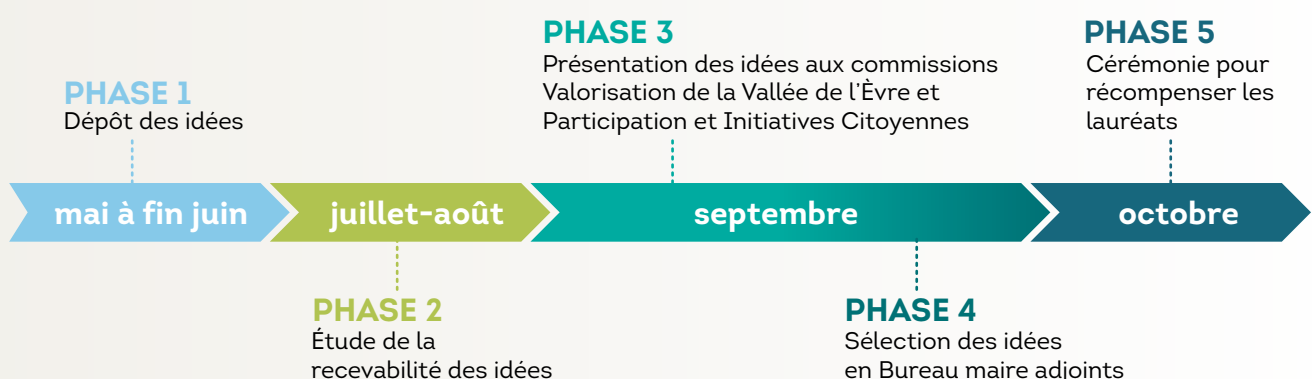 PHASE 1
Dépôt des idées
PHASE 3
Présentation des idées aux commissions
Valorisation de la Vallée de l'Èvre et
Participation et Initiatives Citoyennes
PHASE 5
Cérémonie pour
récompenser les
lauréats
mai à fin juin
juillet-août
septembre
octobre
PHASE 2
Étude de la
recevabilité des idées
PHASE 4
Sélection des idées
en Bureau maire adjoints